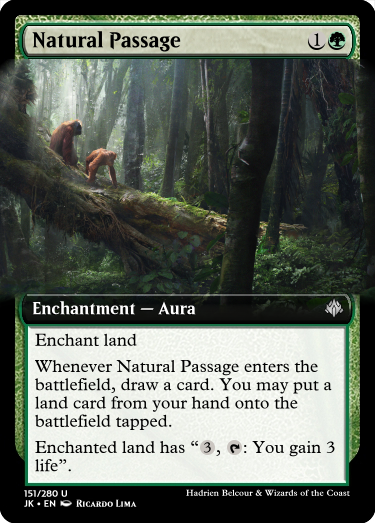 Natural Passage 1
Enchantment — Aura
Enchant land
Whenever Natural Passage enters the
battlefield, draw a card. You may put a
land card from your hand onto the
battlefield tapped.
Enchanted land has “3, : You gain 3
life”.
151/280 U Hadrien Belcour & Wizards of the Coast
JK • EN Ricardo Lima